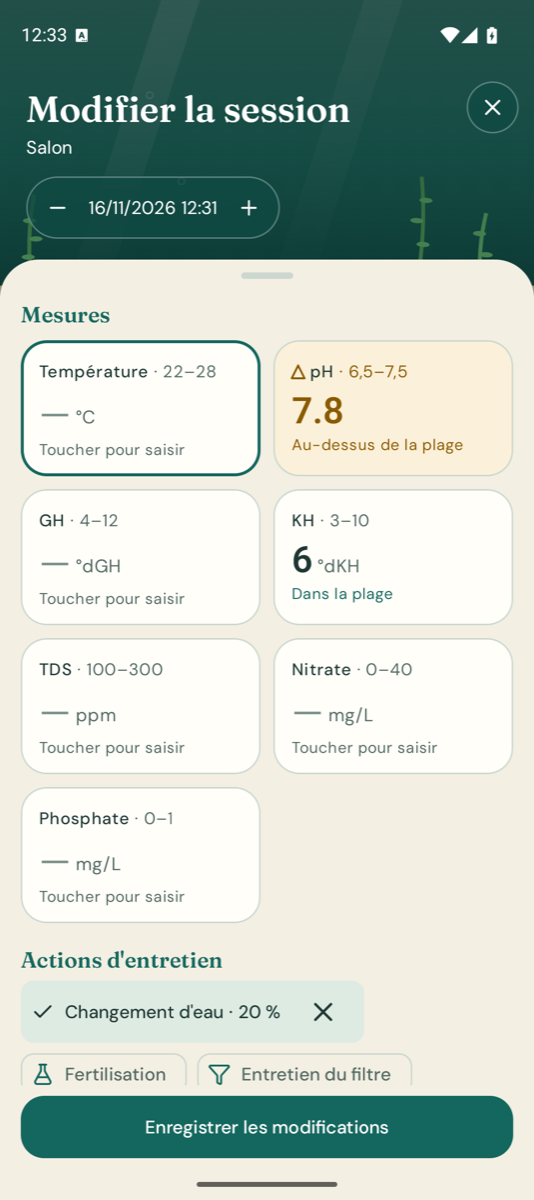 12:33
Modifier la session
Salon
16/11/2026 12:31
Mesures
Température · 22–28
— °C
Toucher pour saisir
pH · 6,5–7,5
7.8
Au-dessus de la plage
GH · 4–12
— °dGH
Toucher pour saisir
KH · 3–10
6 °dKH
Dans la plage
TDS · 100–300
— ppm
Toucher pour saisir
Nitrate · 0–40
— mg/L
Toucher pour saisir
Phosphate · 0–1
— mg/L
Toucher pour saisir
Actions d'entretien
Changement d'eau · 20 %
Fertilisation
Entretien du filtre
Enregistrer les modifications